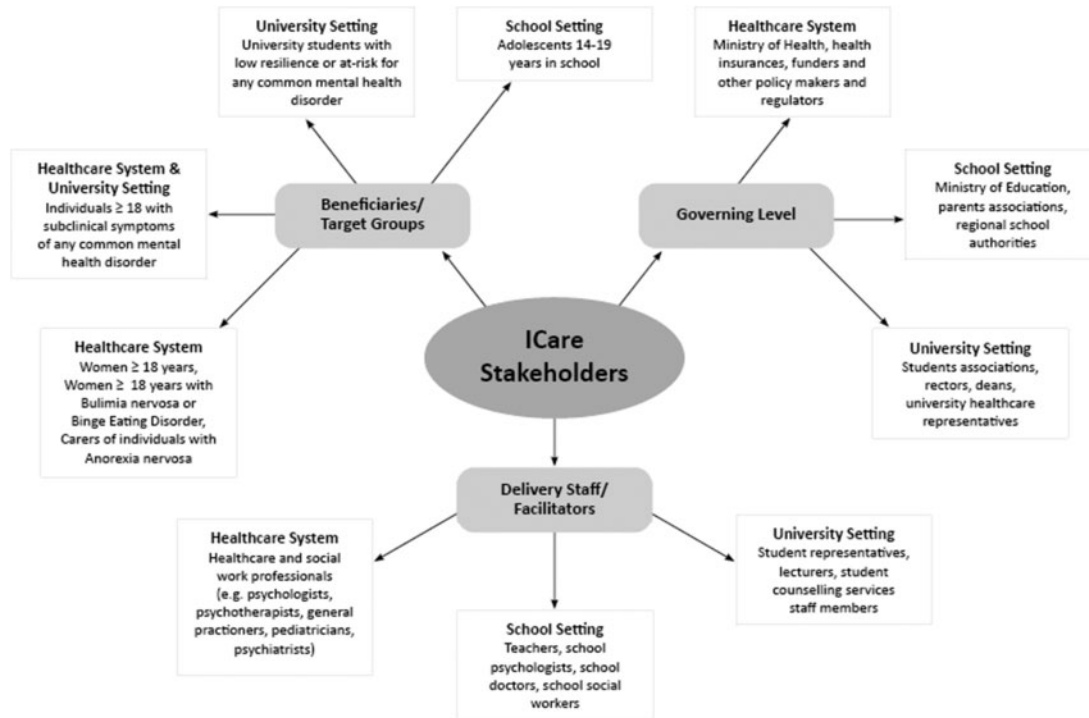 University Setting
University students with
low resilience or at-risk for
any common mental health
disorder
School Setting
Adolescents 14-19
years in school
Healthcare System
Ministry of Health, health
insurances, funders and
other policy makers and
regulators
Healthcare System &
University Setting
Individuals ≥ 18 with
subclinical symptoms
of any common mental
health disorder
Beneficiaries/
Target Groups
Governing Level
School Setting
Ministry of Education,
parents associations,
regional school
authorities
Healthcare System
Women ≥ 18 years,
Women ≥ 18 years with
Bulimia nervosa or
Binge Eating Disorder,
Carers of individuals with
Anorexia nervosa
ICare
Stakeholders
University Setting
Students associations,
rectors, deans,
university healthcare
representatives
Delivery Staff/
Facilitators
Healthcare System
Healthcare and social
work professionals
(e.g. psychologists,
psychotherapists, general
practioners, pediatricians,
psychiatrists)
School Setting
Teachers, school
psychologists, school
doctors, school social
workers
University Setting
Student representatives,
lecturers, student
counselling services
staff members